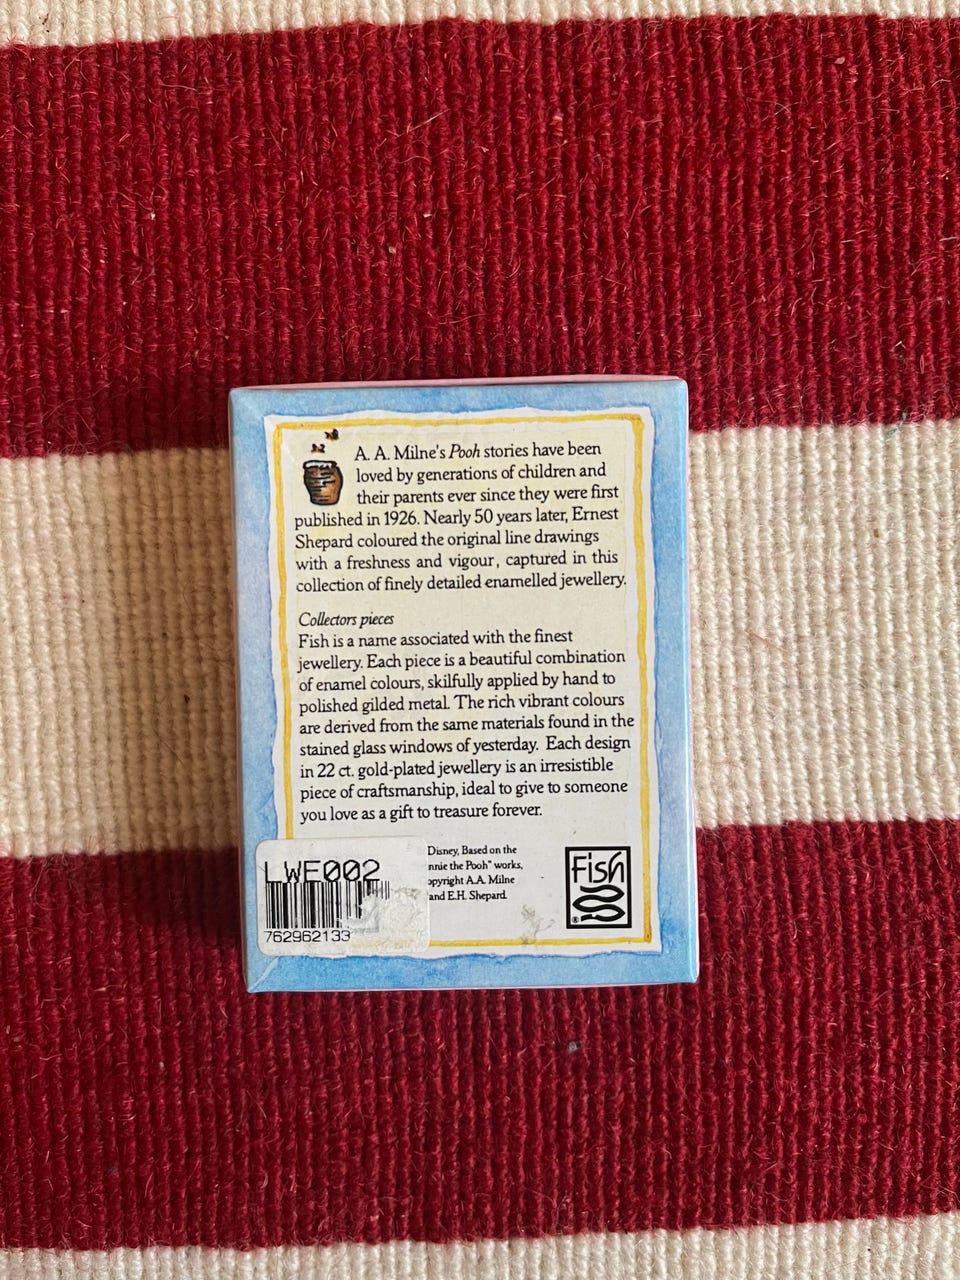 A. A. Milne's Pooh stories have been
loved by generations of children and
their parents ever since they were first
published in 1926. Nearly 50 years later, Ernest
Shepard coloured the original line drawings
with a freshness and vigour, captured in this
collection of finely detailed enamelled jewellery.
Collectors pieces
Fish is a name associated with the finest
jewellery. Each piece is a beautiful combination
of enamel colours, skilfully applied by hand to
polished gilded metal. The rich vibrant colours
are derived from the same materials found in the
stained glass windows of yesterday. Each design
in 22 ct. gold-plated jewellery is an irresistible
piece of craftsmanship, ideal to give to someone
you love as a gift to treasure forever.
Disney, Based on the
nnie the Pooh" works,
opyright A.A. Milne
and E.H. Shepard.
LWF002
762962133
Fish
®